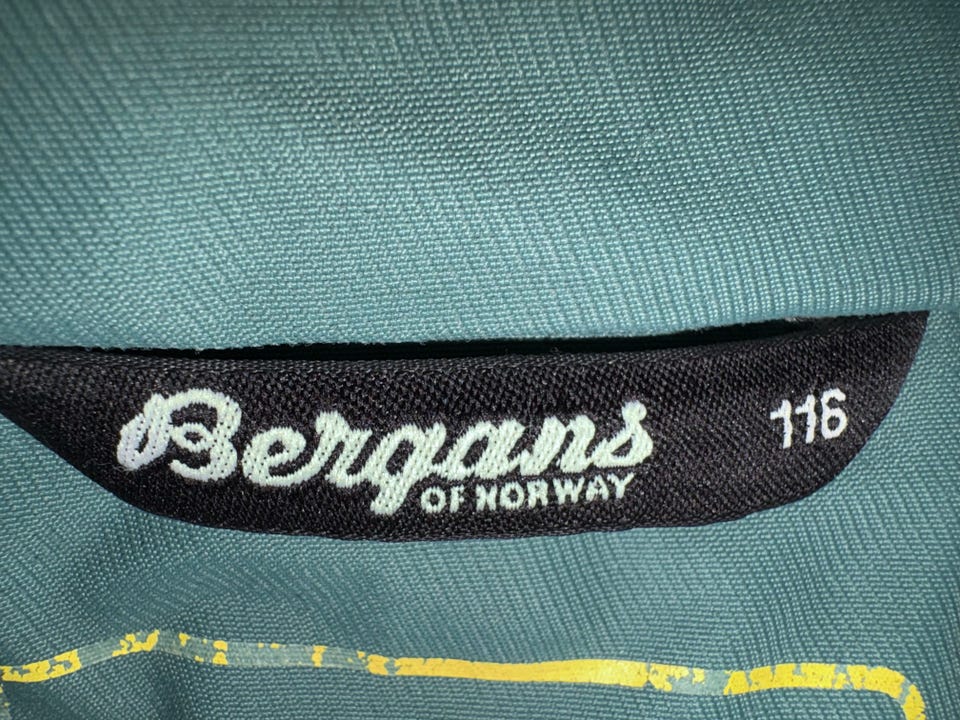 Bergans 116
OF NORWAY